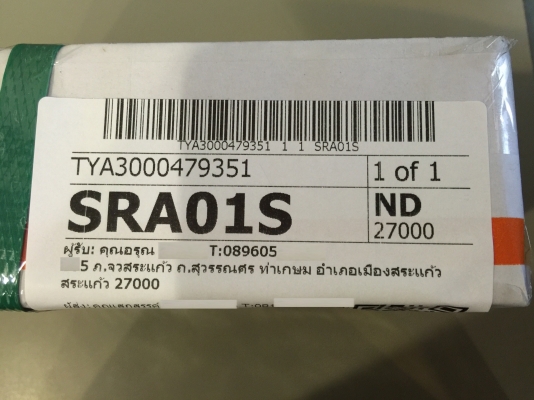 TYA3000479351 1 1 SRA01S
TYA3000479351 1 of 1
SRA01S ND
27000
ผู้รับ: คุณอรุณ T:089605
5 ภ.จวสระแก้ว ถ.สุวรรณศร ท่าเกษม อำเภอเมืองสระแก้ว
สระแก้ว 27000